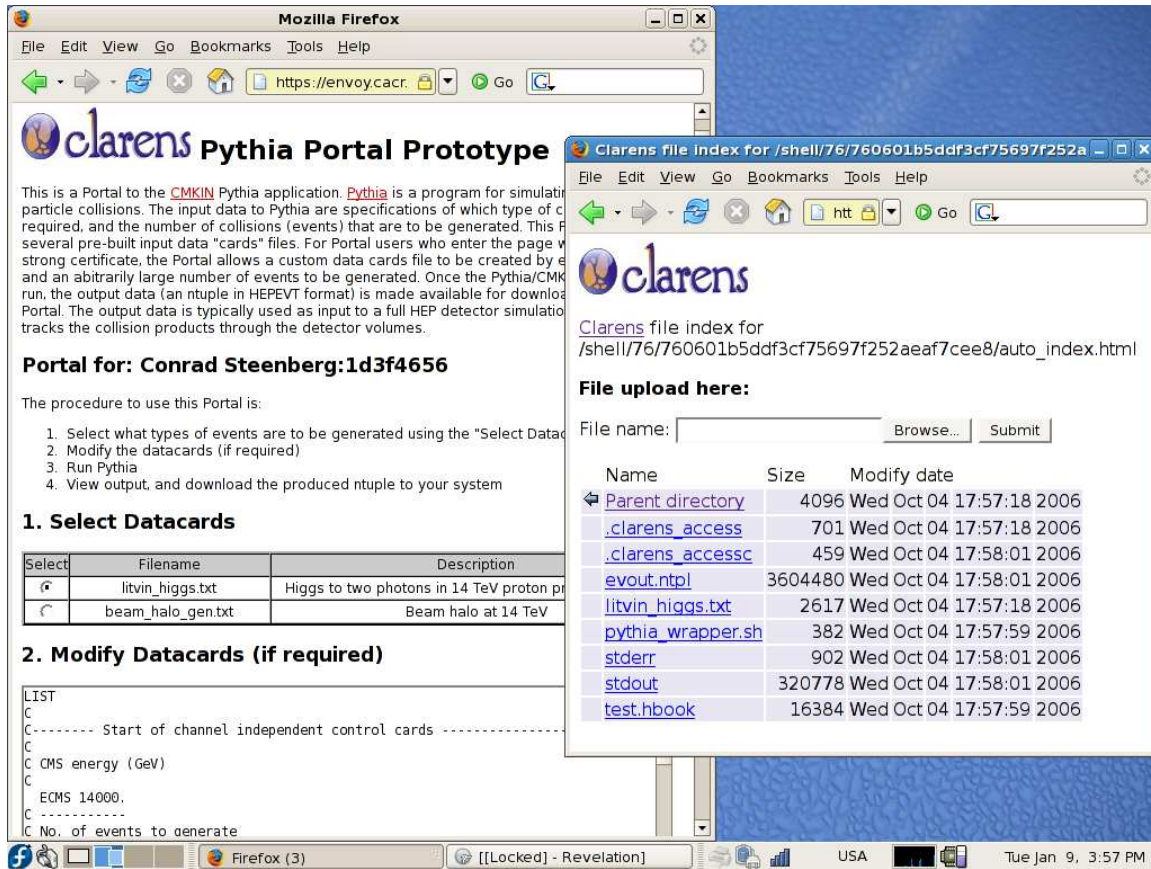 Mozilla Firefox
File Edit View Go Bookmarks Tools Help
https://envoy.cacr. Go G
clarens Pythia Portal Prototype
This is a Portal to the CMKIN Pythia application. Pythia is a program for
particle collisions. The input data to Pythia are specifications of which type of
required, and the number of collisions (events) that are to be generated. This
several pre-built input data "cards" files. For Portal users who enter the page
strong certificate, the Portal allows a custom data cards file to be created by
and an abitrarily large number of events to be generated. Once the
run, the output data (an ntuple in HEPEVT format) is made available for
Portal. The output data is typically used as input to a full HEP detector
tracks the collision products through the detector volumes.
Portal for: Conrad Steenberg:1d3f4656
The procedure to use this Portal is:
1. Select what types of events are to be generated using the "Select
2. Modify the datacards (if required)
3. Run Pythia
4. View output, and download the produced ntuple to your system
1. Select Datacards
Select Filename Description
litvin_higgs.txt Higgs to two photons in 14 TeV proton
beam_halo_gen.txt Beam halo at 14 TeV
2. Modify Datacards (if required)
LIST
C
C-------- Start of channel independent control cards -----------------
C
C CMS energy (GeV)
C
ECMS 14000.
C -----------
C No. of events to generate
Clarens file index for /shell/76/760601b5ddf3cf75697f252a
File Edit View Go Bookmarks Tools Help
htt Go G
clarens
Clarens file index for
/shell/76/760601b5ddf3cf75697f252aeaf7cee8/auto_index.html
File upload here:
File name: Browse... Submit
Name Size Modify date
Parent directory 4096 Wed Oct 04 17:57:18 2006
.clarens_access 701 Wed Oct 04 17:57:18 2006
.clarens_accessc 459 Wed Oct 04 17:58:01 2006
evout.ntpl 3604480 Wed Oct 04 17:58:01 2006
litvin_higgs.txt 2617 Wed Oct 04 17:57:18 2006
pythia_wrapper.sh 382 Wed Oct 04 17:57:59 2006
stderr 902 Wed Oct 04 17:58:01 2006
stdout 320778 Wed Oct 04 17:58:01 2006
test.hbook 16384 Wed Oct 04 17:57:59 2006
Firefox (3) [[Locked] - Revelation] USA Tue Jan 9, 3:57 PM